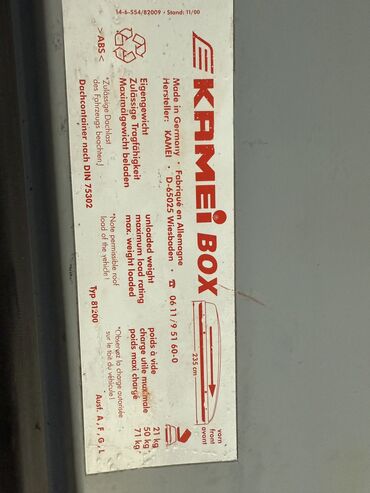 KAMEI BOX
235 cm
vorn
front
avant
Made in Germany • Fabriqué en Allemagne
Hersteller: KAMEI • D-65025 Wiesbaden • ☎ 06 11/9 51 60-0
Eigengewicht unloaded weight poids à vide 21 kg
Zulässige Tragfähigkeit maximum load rating charge utile maximale 50 kg
Maximalgewicht beladen max. weight loaded poids maxi chargé 71 kg
*Zulässige Dachlast *Note permissible roof *Observez la charge autorisée
des Fahrzeugs beachten! load of the vehicle! sur le toit du véhicule!
>ABS<
Dachcontainer nach DIN 75302 Typ 81200 Ausf. A, F, G, L
14-6-554/82009 • Stand: 11/00